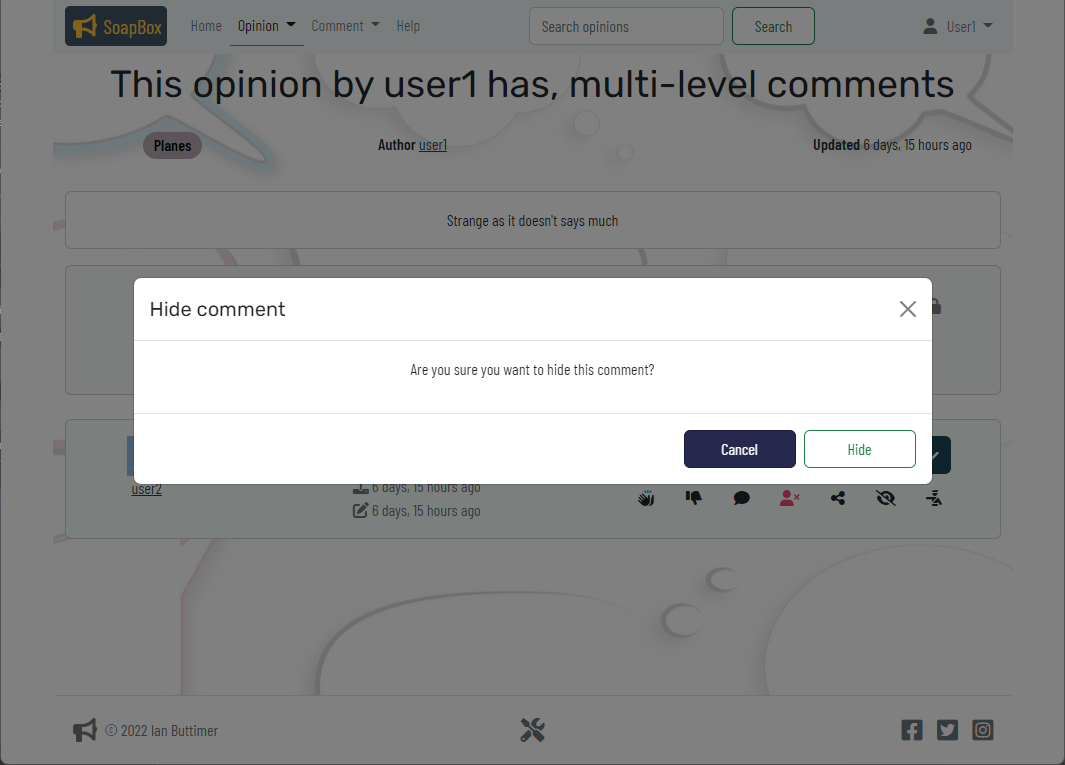 SoapBox Home Opinion Comment Help Search opinions Search User1
This opinion by user1 has, multi-level comments
Planes Author user1 Updated 6 days, 15 hours ago
Strange as it doesn't says much
Hide comment
Are you sure you want to hide this comment?
Cancel Hide
user2 6 days, 15 hours ago
6 days, 15 hours ago
© 2022 Ian Buttimer